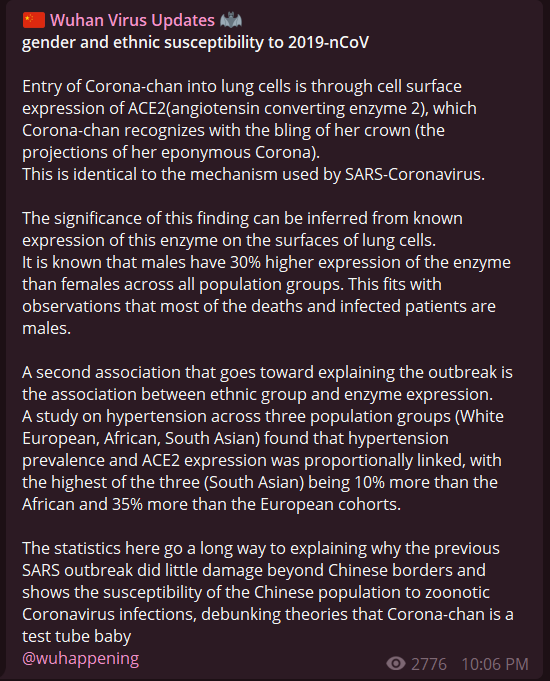 🇨🇳 Wuhan Virus Updates 🦇
gender and ethnic susceptibility to 2019-nCoV
Entry of Corona-chan into lung cells is through cell surface
expression of ACE2(angiotensin converting enzyme 2), which
Corona-chan recognizes with the bling of her crown (the
projections of her eponymous Corona).
This is identical to the mechanism used by SARS-Coronavirus.
The significance of this finding can be inferred from known
expression of this enzyme on the surfaces of lung cells.
It is known that males have 30% higher expression of the enzyme
than females across all population groups. This fits with
observations that most of the deaths and infected patients are
males.
A second association that goes toward explaining the outbreak is
the association between ethnic group and enzyme expression.
A study on hypertension across three population groups (White
European, African, South Asian) found that hypertension
prevalence and ACE2 expression was proportionally linked, with
the highest of the three (South Asian) being 10% more than the
African and 35% more than the European cohorts.
The statistics here go a long way to explaining why the previous
SARS outbreak did little damage beyond Chinese borders and
shows the susceptibility of the Chinese population to zoonotic
Coronavirus infections, debunking theories that Corona-chan is a
test tube baby
@wuhappening
2776 10:06 PM